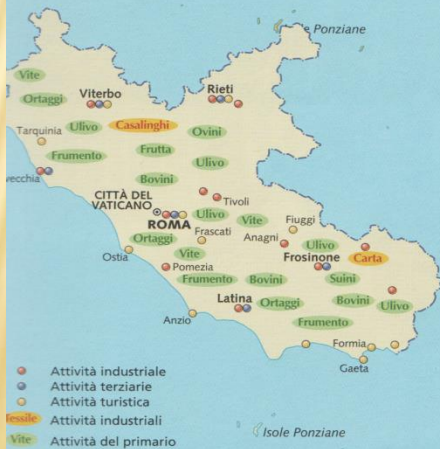 Isole Ponziane
Vite
Ortaggi
Viterbo
Rieti
Ulivo
Casalinghi
Ovini
Tarquinia
Frumento
Frutta
Ulivo
vecchia
Bovini
CITTÀ DEL
VATICANO
Tivoli
ROMA
Ulivo
Vite
Fiuggi
Ortaggi
Frascati
Anagni
Ulivo
Ostia
Vite
Frosinone
Carta
Pomezia
Frumento
Bovini
Suini
Latina
Ortaggi
Bovini
Ulivo
Anzio
Frumento
Formia
Gaeta
Attività industriale
Attività terziarie
Attività turistica
Tessile Attività industriali
Vite Attività del primario
Isole Ponziane